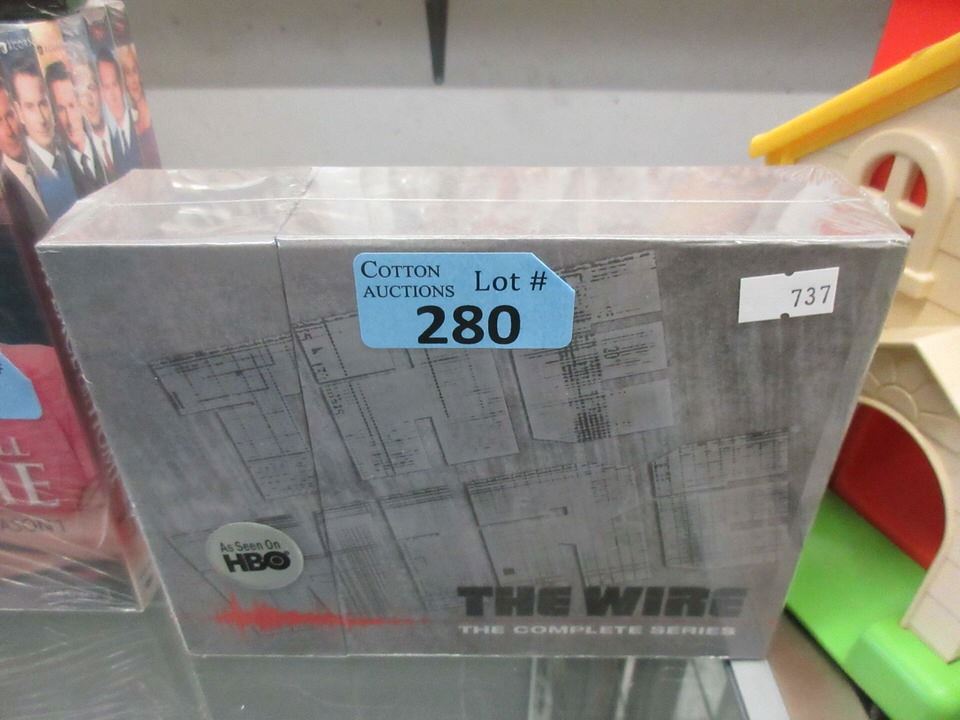 COTTON
AUCTIONS
Lot #
280
737
As Seen On
HBO
THE WIRE
THE COMPLETE SERIES